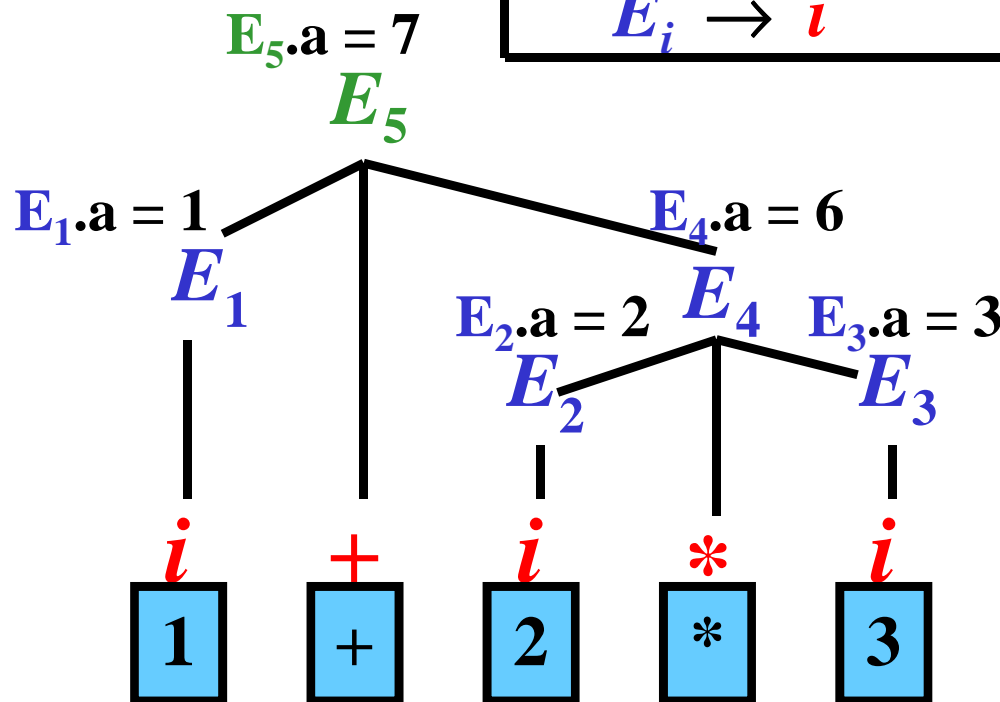 E₅.a = 7
Eᵢ → i
E₅
E₁.a = 1
E₄.a = 6
E₁
E₄
E₂.a = 2
E₃.a = 3
E₂
E₃
i + i * i
1 + 2 * 3